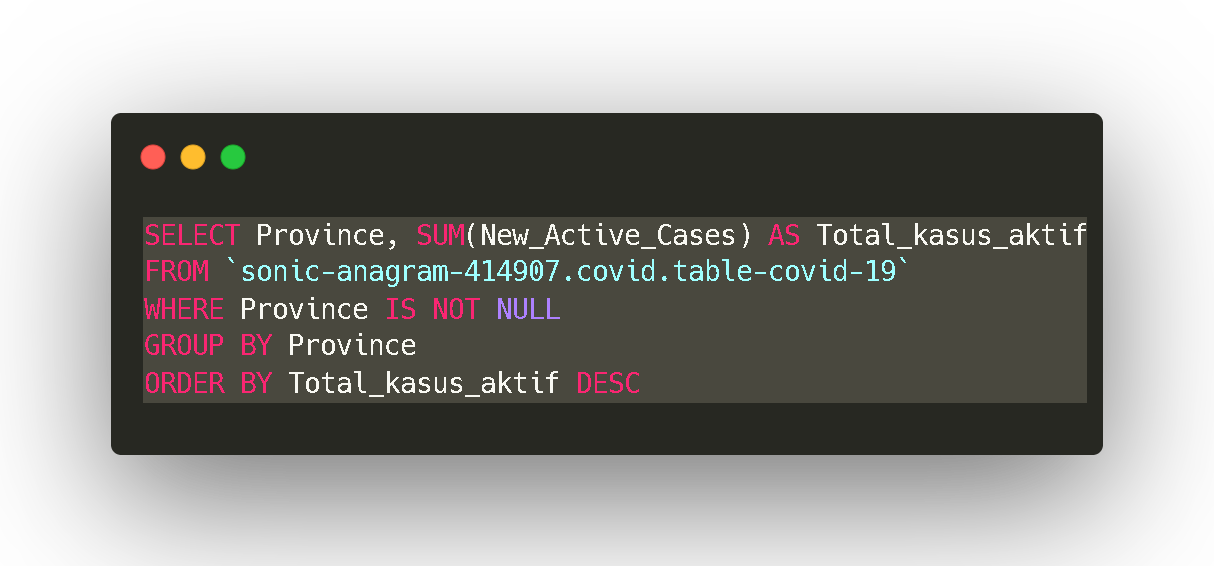 SELECT Province, SUM(New_Active_Cases) AS Total_kasus_aktif
FROM `sonic-anagram-414907.covid.table-covid-19`
WHERE Province IS NOT NULL
GROUP BY Province
ORDER BY Total_kasus_aktif DESC